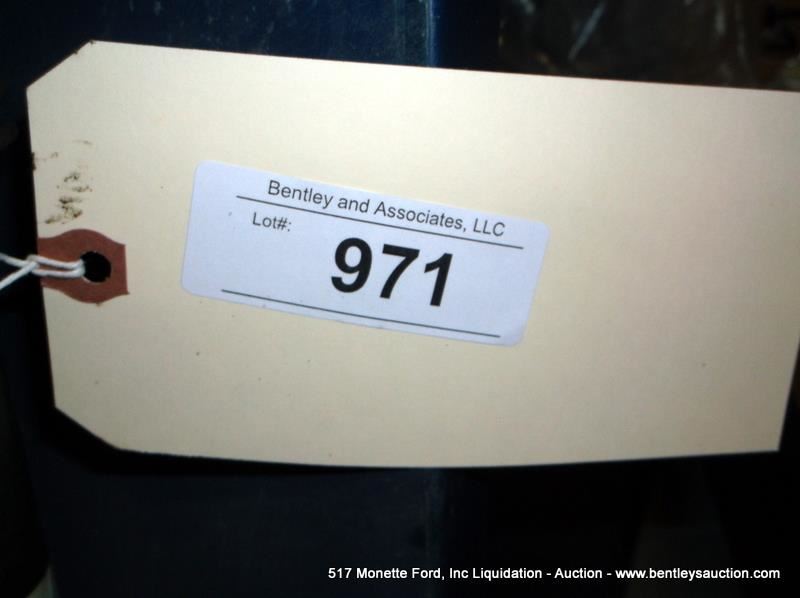 Bentley and Associates, LLC
Lot#:
971
517 Monette Ford, Inc Liquidation - Auction - www.bentleysauction.com